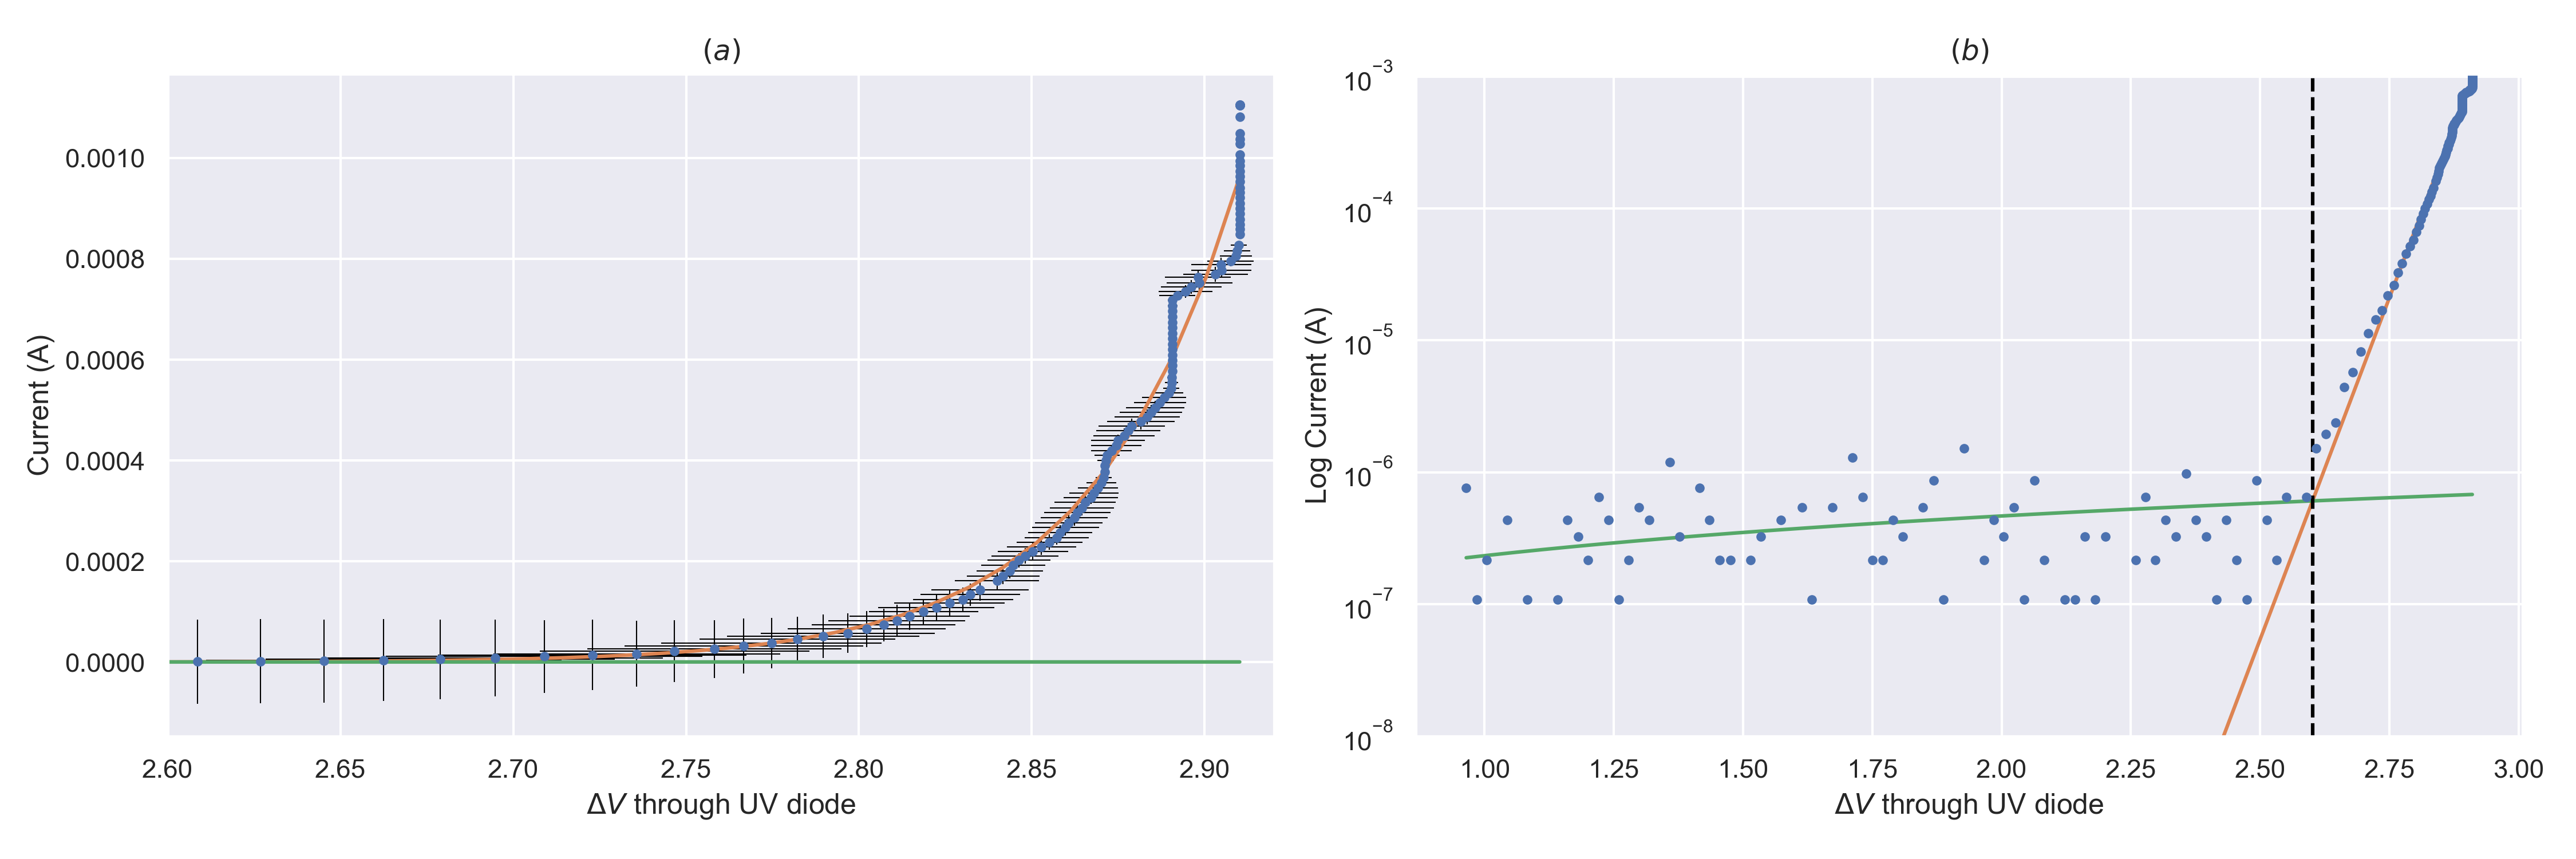 (a)
Current (A)
0.0010
0.0008
0.0006
0.0004
0.0002
0.0000
2.60 2.65 2.70 2.75 2.80 2.85 2.90
ΔV through UV diode
(b)
Log Current (A)
10⁻³
10⁻⁴
10⁻⁵
10⁻⁶
10⁻⁷
10⁻⁸
1.00 1.25 1.50 1.75 2.00 2.25 2.50 2.75 3.00
ΔV through UV diode